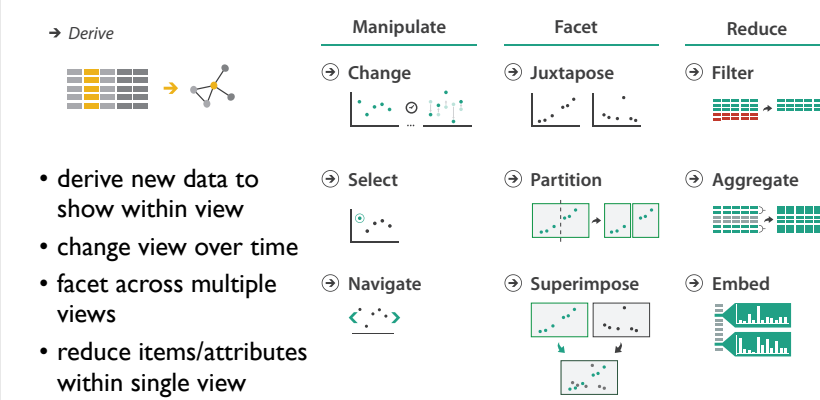 → Derive
• derive new data to
show within view
• change view over time
• facet across multiple
views
• reduce items/attributes
within single view
Manipulate
Change
...
Select
Navigate
Facet
Juxtapose
Partition
Superimpose
Reduce
Filter
Aggregate
Embed